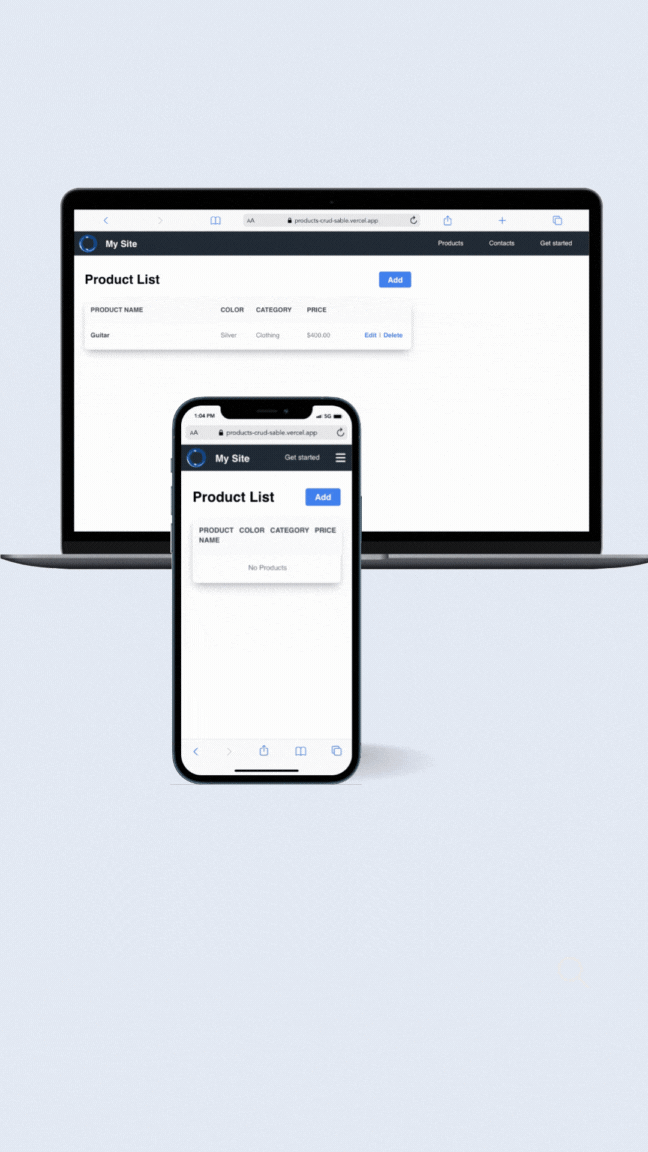 AA products-crud-sable.vercel.app
My Site Products Contacts Get started
Product List Add
PRODUCT NAME COLOR CATEGORY PRICE
Guitar Silver Clothing $400.00 Edit | Delete
1:04 PM 5G
AA products-crud-sable.vercel.app
My Site Get started
Product List Add
PRODUCT COLOR CATEGORY PRICE
NAME
No Products